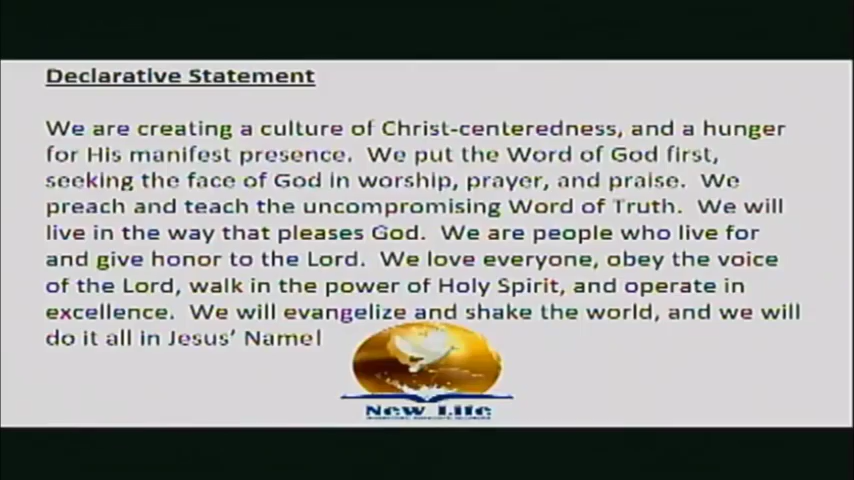 Declarative Statement
We are creating a culture of Christ-centeredness, and a hunger
for His manifest presence. We put the Word of God first,
seeking the face of God in worship, prayer, and praise. We
preach and teach the uncompromising Word of Truth. We will
live in the way that pleases God. We are people who live for
and give honor to the Lord. We love everyone, obey the voice
of the Lord, walk in the power of Holy Spirit, and operate in
excellence. We will evangelize and shake the world, and we will
do it all in Jesus’ Name!
New Life